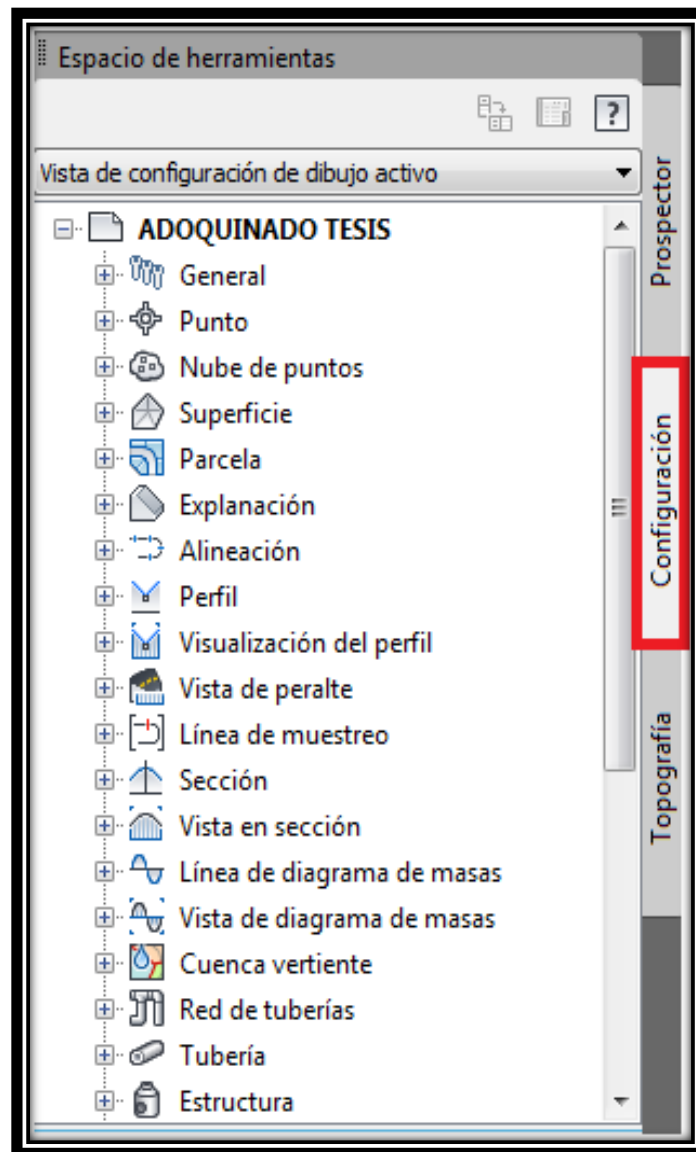 Espacio de herramientas
?
Vista de configuración de dibujo activo
ADOQUINADO TESIS
General
Punto
Nube de puntos
Superficie
Parcela
Explanación
Alineación
Perfil
Visualización del perfil
Vista de peralte
Línea de muestreo
Sección
Vista en sección
Línea de diagrama de masas
Vista de diagrama de masas
Cuenca vertiente
Red de tuberías
Tubería
Estructura
Prospector
Configuración
Topografía